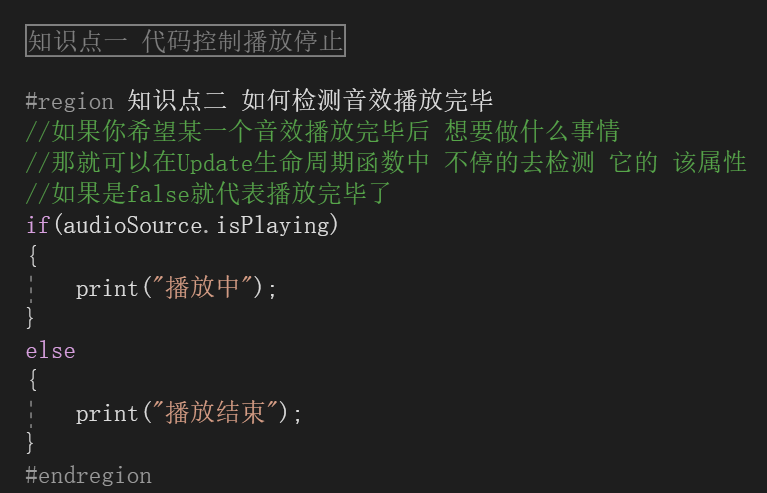 知识点一 代码控制播放停止
#region 知识点二 如何检测音效播放完毕
//如果你希望某一个音效播放完毕后 想要做什么事情
//那就可以在Update生命周期函数中 不停的去检测 它的 该属性
//如果是false就代表播放完毕了
if(audioSource.isPlaying)
{
print("播放中");
}
else
{
print("播放结束");
}
#endregion